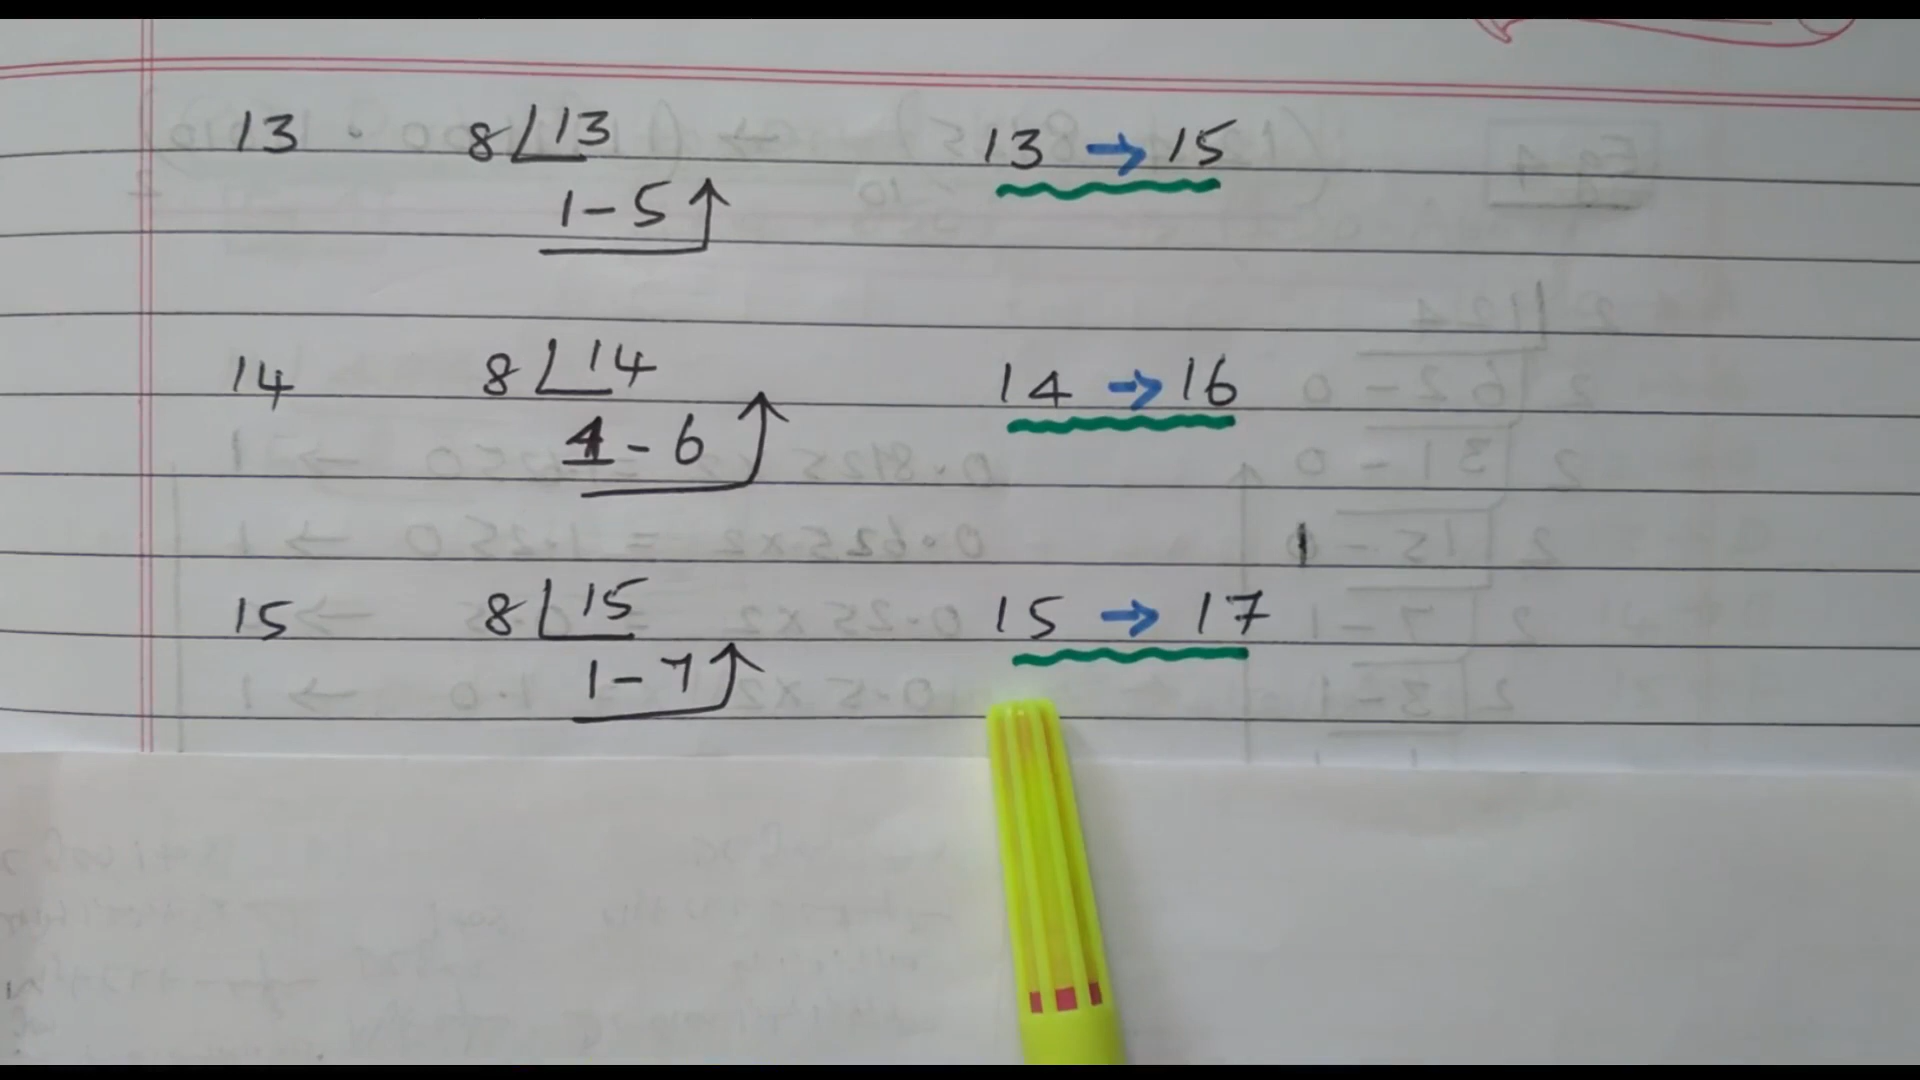 13 8 13 13 → 15
1 - 5
14 8 14 14 → 16
1 - 6
15 8 15 15 → 17
1 - 7